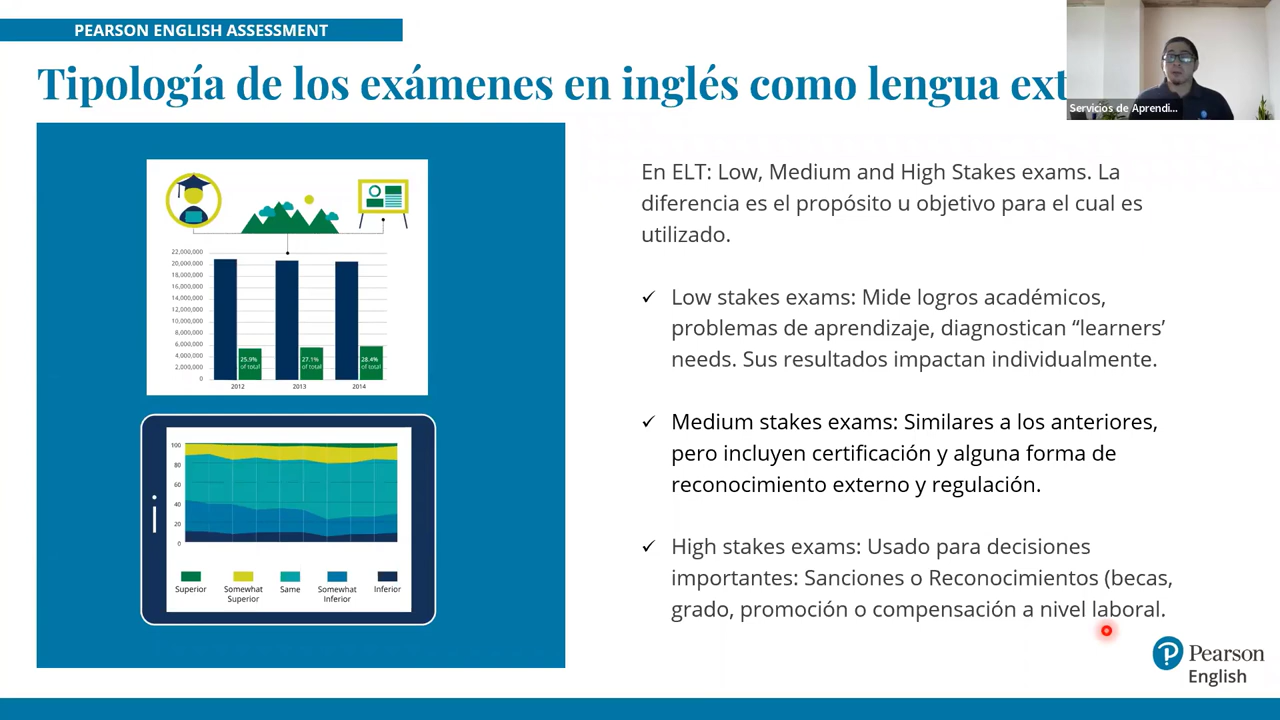 PEARSON ENGLISH ASSESSMENT
Tipología de los exámenes en inglés como lengua ext
Servicios de Aprendi...
22,000,000
20,000,000
18,000,000
16,000,000
14,000,000
12,000,000
10,000,000
8,000,000
6,000,000
4,000,000
2,000,000
0
25.9% of total
27.1% of total
28.4% of total
2012 2013 2014
100
80
60
40
20
0
Superior
Somewhat Superior
Same
Somewhat Inferior
Inferior
En ELT: Low, Medium and High Stakes exams. La
diferencia es el propósito u objetivo para el cual es
utilizado.
✓ Low stakes exams: Mide logros académicos,
problemas de aprendizaje, diagnostican “learners’
needs. Sus resultados impactan individualmente.
✓ Medium stakes exams: Similares a los anteriores,
pero incluyen certificación y alguna forma de
reconocimiento externo y regulación.
✓ High stakes exams: Usado para decisiones
importantes: Sanciones o Reconocimientos (becas,
grado, promoción o compensación a nivel laboral.
Pearson
English